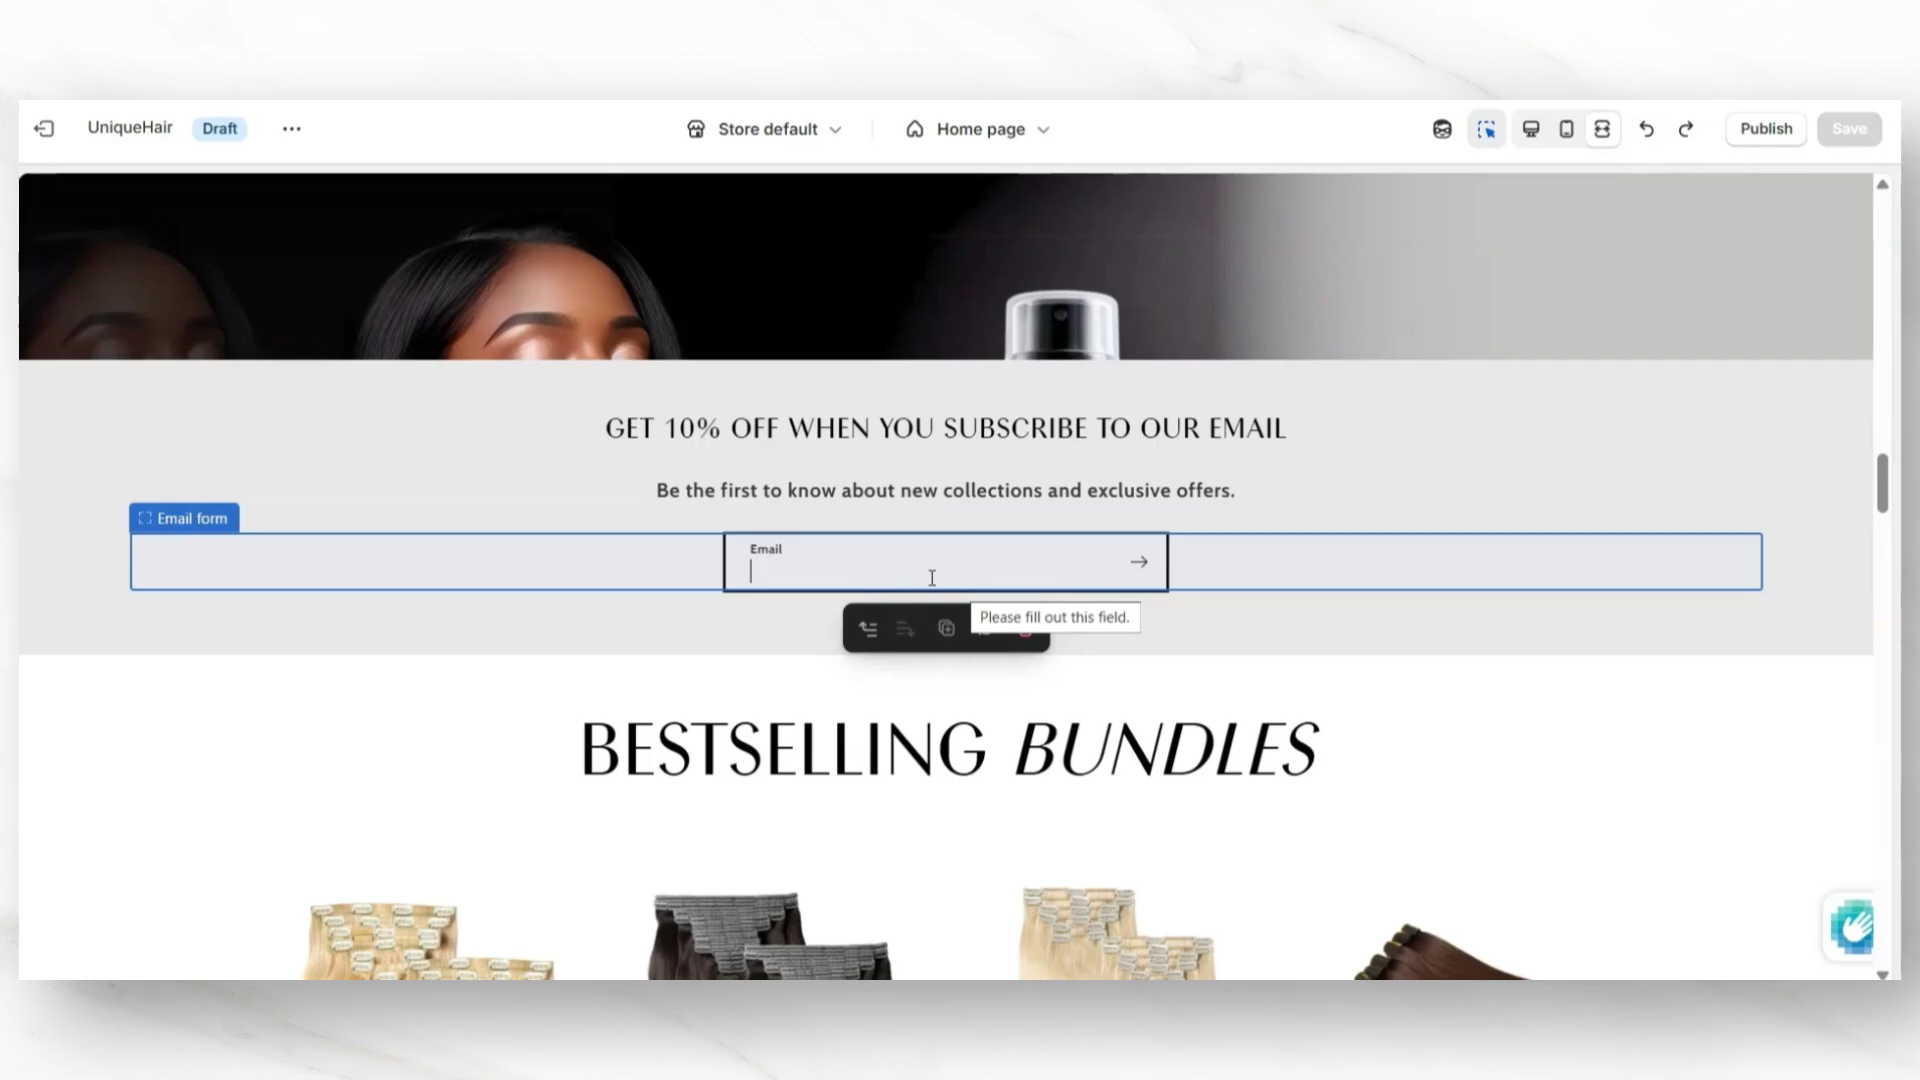 UniqueHair Draft ... Store default Home page Publish Save
GET 10% OFF WHEN YOU SUBSCRIBE TO OUR EMAIL
Be the first to know about new collections and exclusive offers.
Email form
Email
Please fill out this field.
BESTSELLING BUNDLES